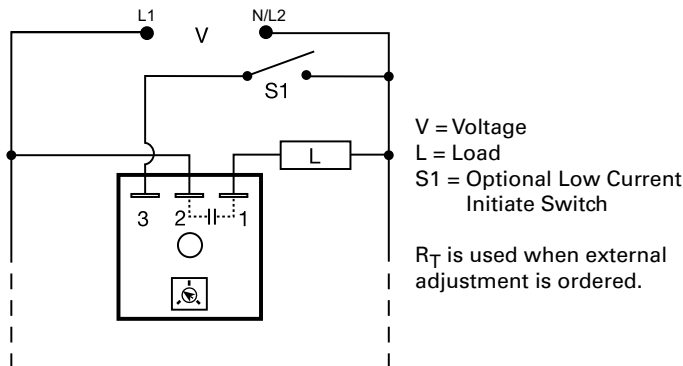 L1
N/L2
V
S1
L
3 2 1
V = Voltage
L = Load
S1 = Optional Low Current
Initiate Switch
RT is used when external
adjustment is ordered.